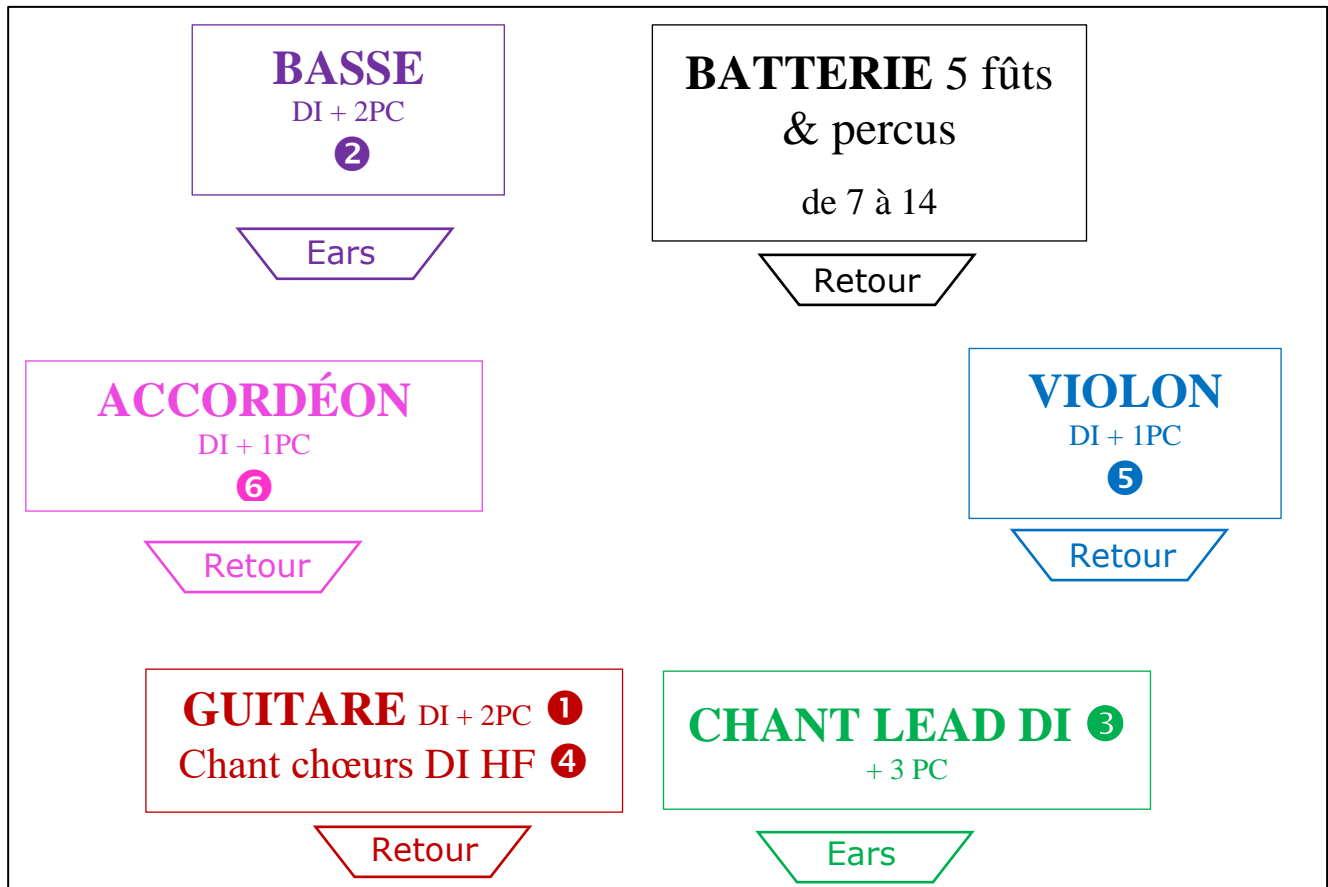 BASSE
DI + 2PC
❷
Ears
BATTERIE 5 fûts
& percus
de 7 à 14
Retour
ACCORDÉON
DI + 1PC
❻
Retour
VIOLON
DI + 1PC
❺
Retour
GUITARE DI + 2PC ❶
Chant chœurs DI HF ❹
Retour
CHANT LEAD DI ❸
+ 3 PC
Ears